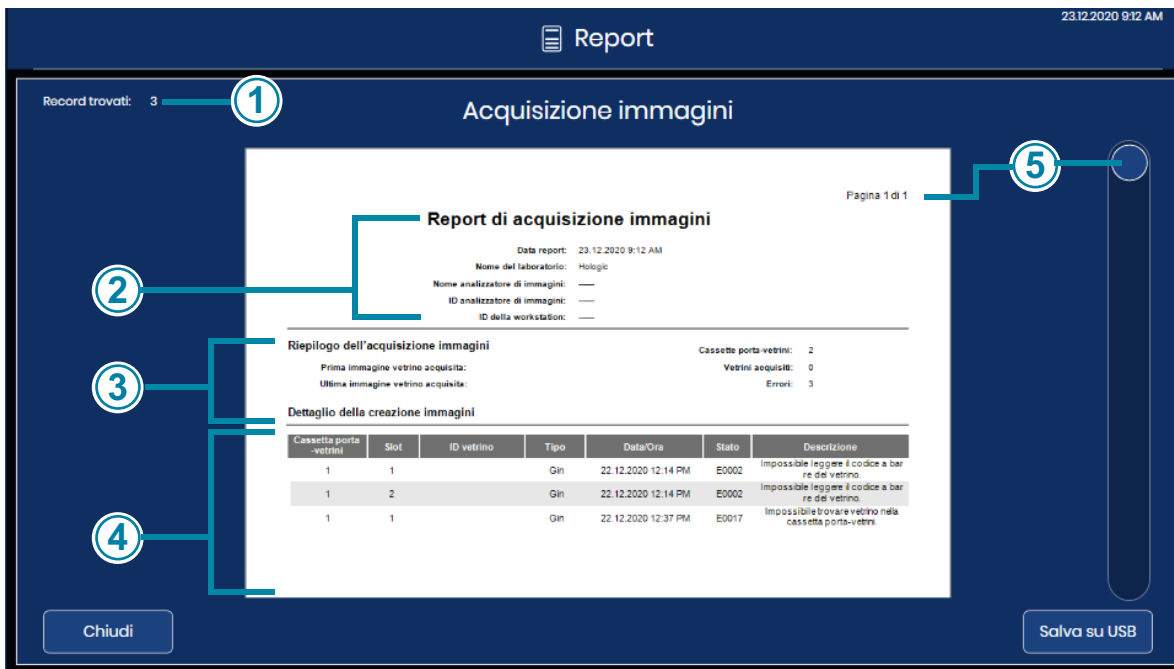 23.12.2020 9:12 AM
Report
Record trovati: 3
1
Acquisizione immagini
5
Pagina 1 di 1
Report di acquisizione immagini
Data report: 23.12.2020 9:12 AM
Nome del laboratorio: Hologic
2
Nome analizzatore di immagini: -----
ID analizzatore di immagini: -----
ID della workstation: -----
Riepilogo dell'acquisizione immagini
Cassette porta-vetrini: 2
Prima immagine vetrino acquisita:
Vetrini acquisiti: 0
3
Ultima immagine vetrino acquisita:
Errori: 3
Dettaglio della creazione immagini
Cassetta porta
-vetrini Slot ID vetrino Tipo Data/Ora Stato Descrizione
1 1 Gin 22.12.2020 12:14 PM E0002 Impossible leggere il codice a bar
re del vetrino.
1 2 Gin 22.12.2020 12:14 PM E0002 Impossible leggere il codice a bar
re del vetrino.
1 1 Gin 22.12.2020 12:37 PM E0017 Impossibile trovare vetrino nella
cassetta porta-vetrini.
4
Chiudi
Salva su USB